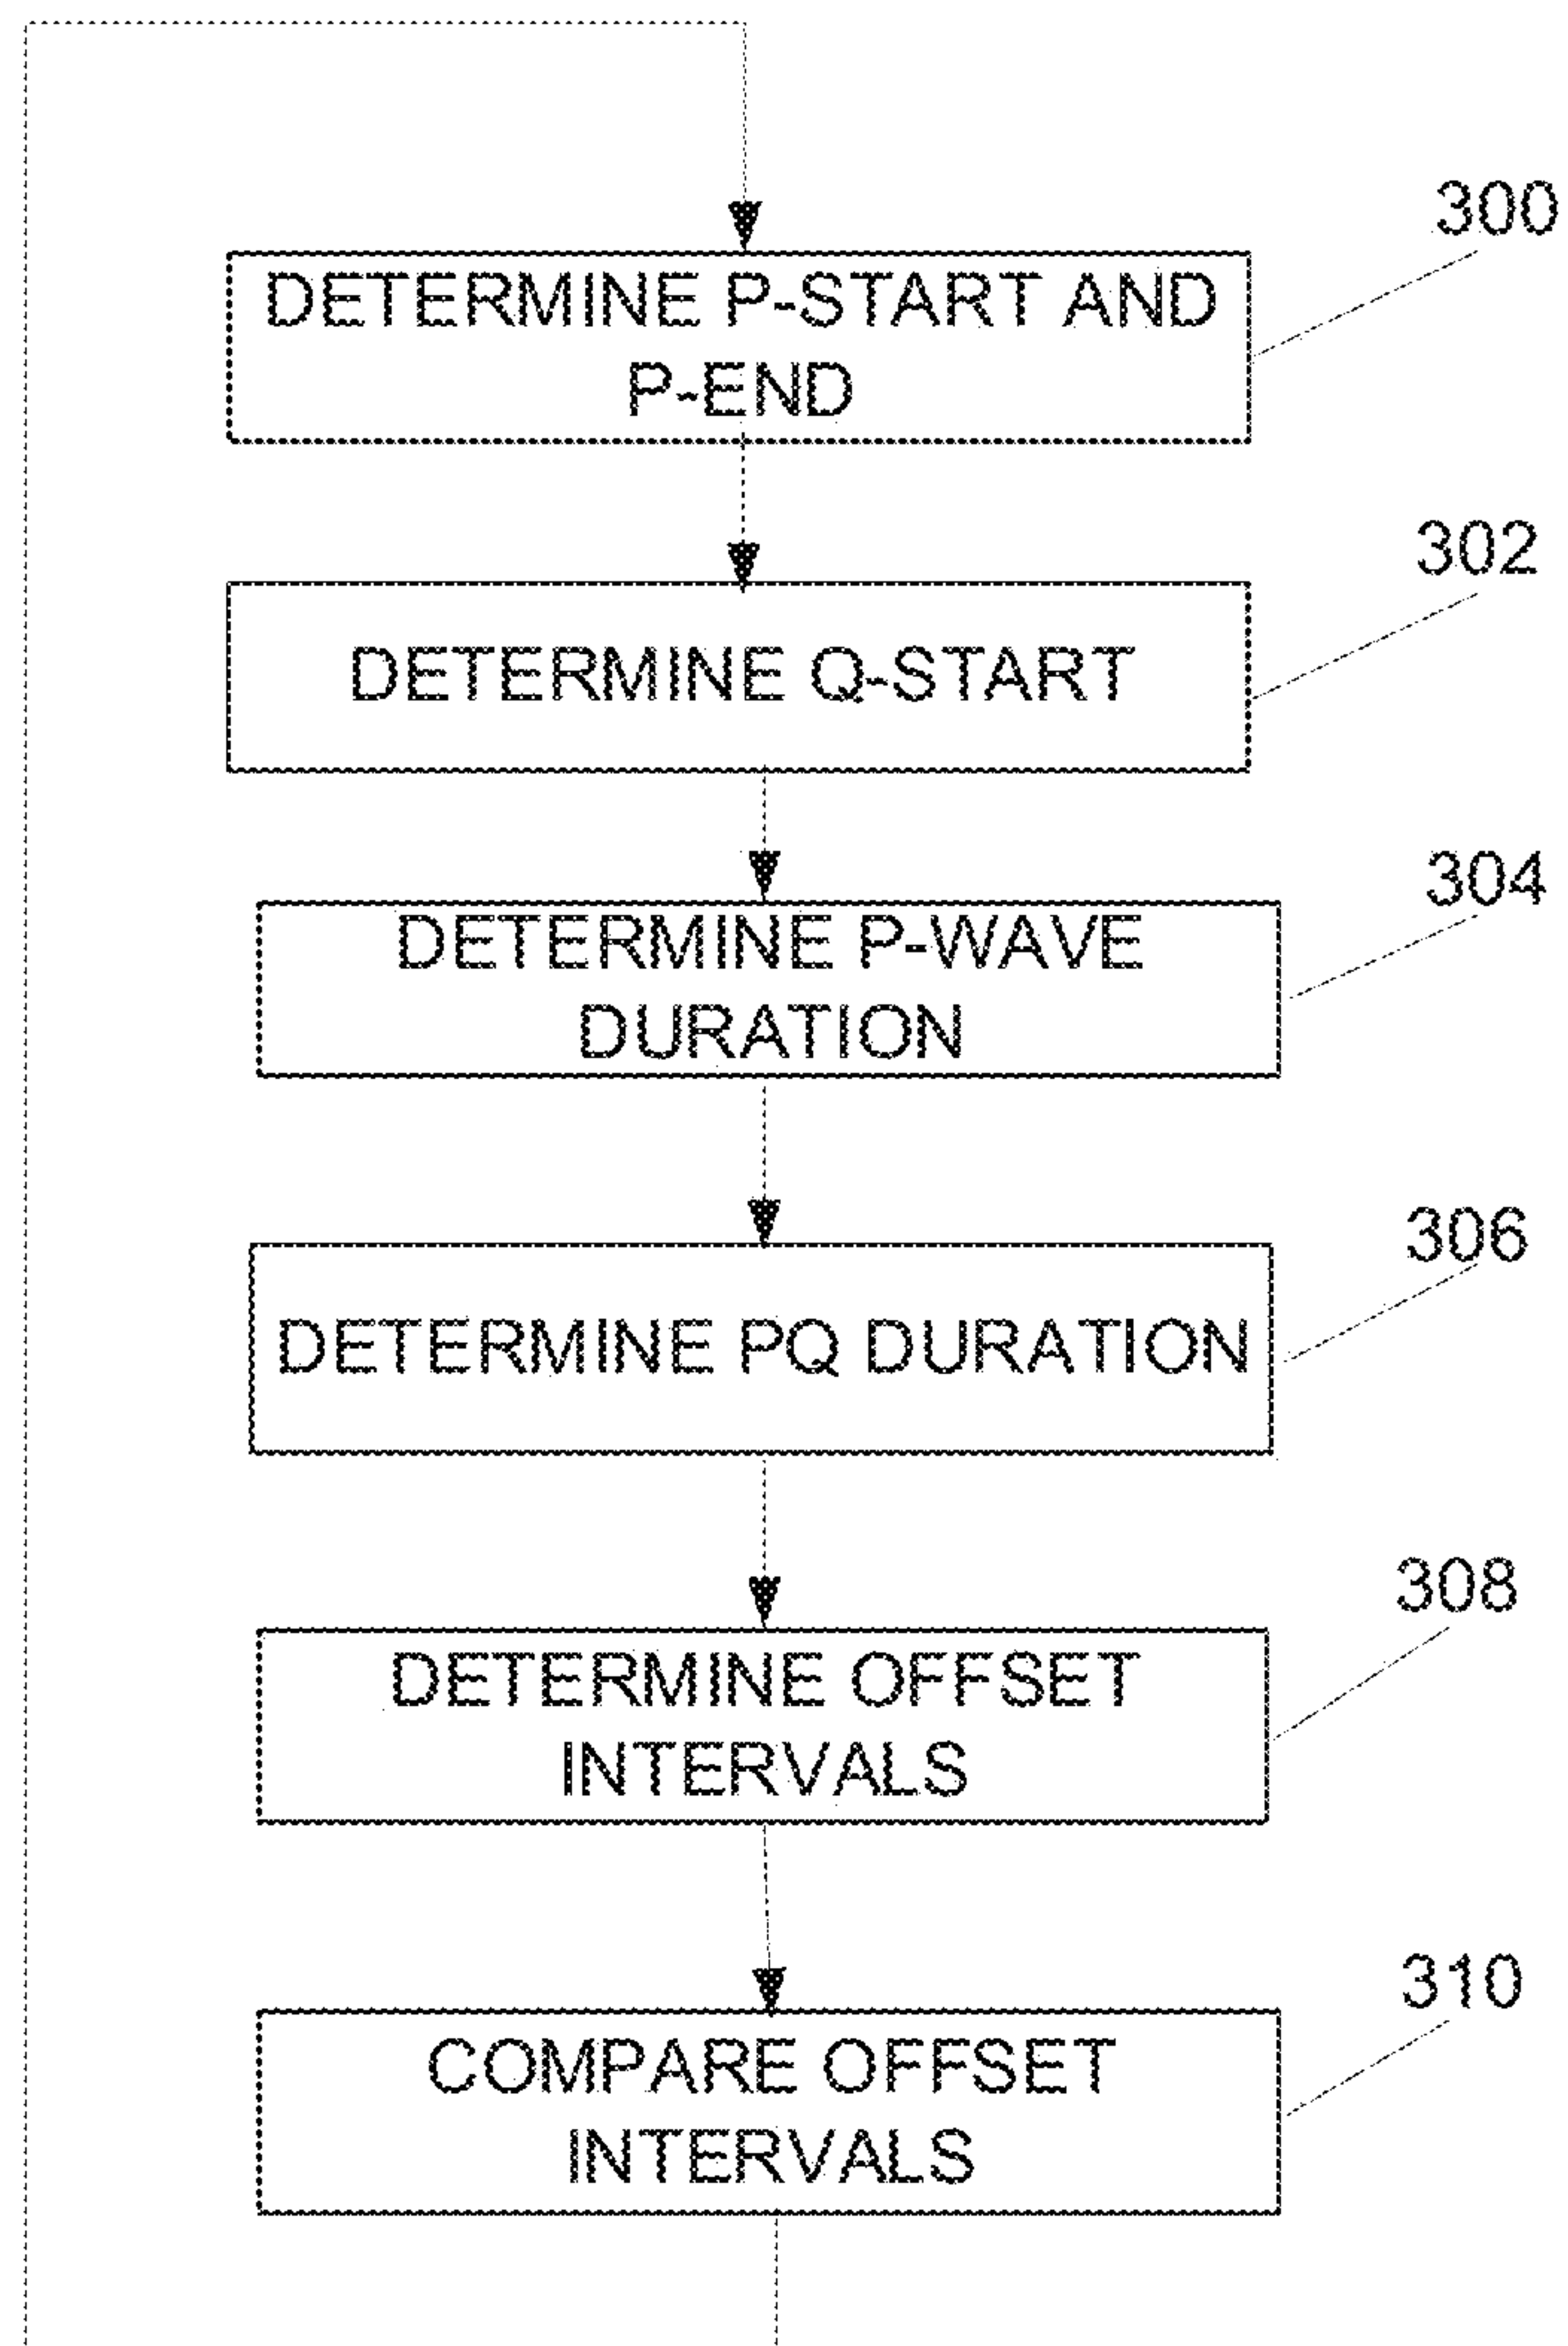 300
DETERMINE P-START AND
P-END
302
DETERMINE Q-START
304
DETERMINE P-WAVE
DURATION
306
DETERMINE PQ DURATION
308
DETERMINE OFFSET
INTERVALS
310
COMPARE OFFSET
INTERVALS